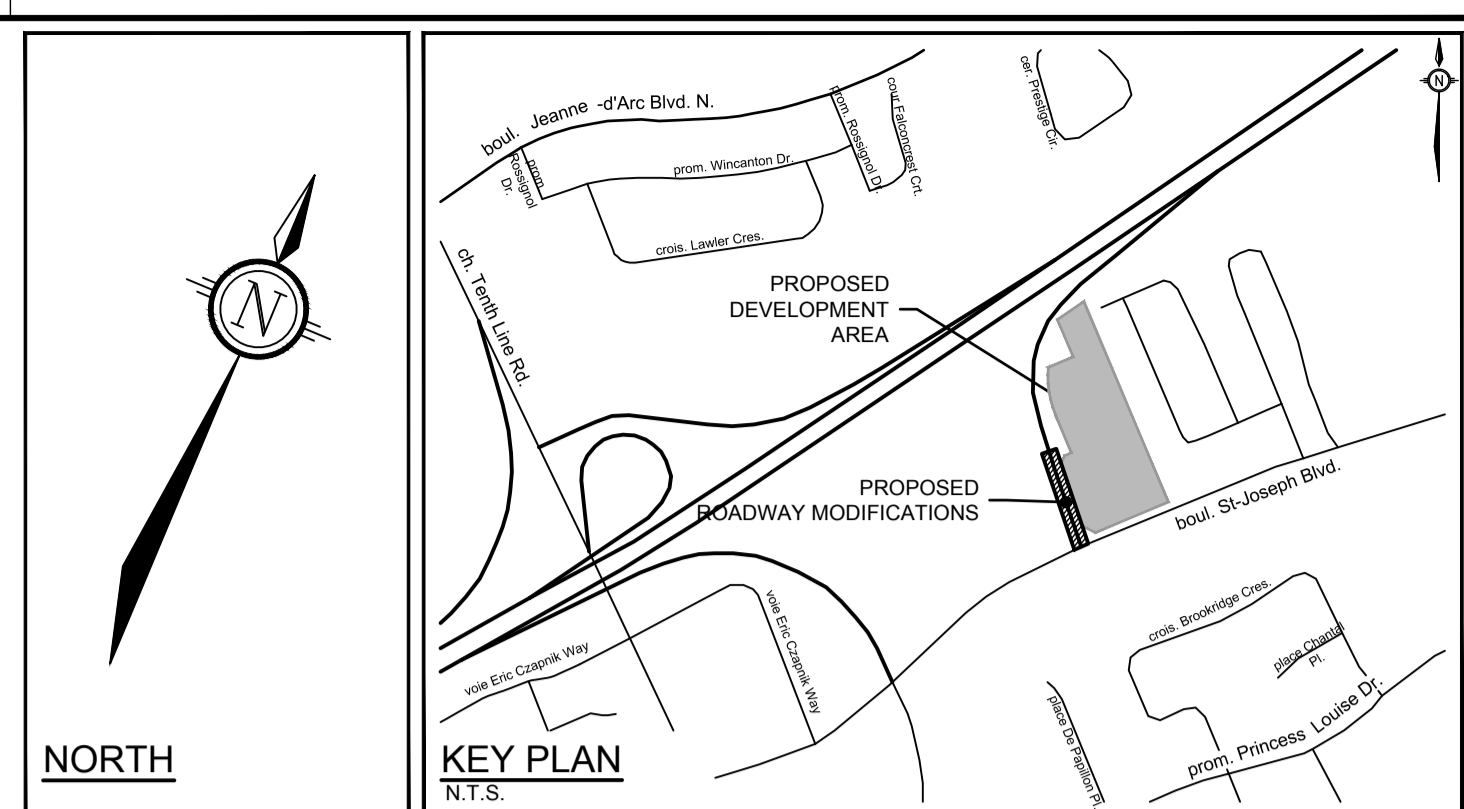 N
NORTH
boul. Jeanne -d'Arc Blvd. N.
prom.
Rossignol
Dr.
prom. Wincanton Dr.
prom. Rossignol Dr.
cour Falconcrest Crt.
cer. Prestige Cir.
N
crois. Lawler Cres.
ch. Tenth Line Rd.
PROPOSED
DEVELOPMENT
AREA
PROPOSED
ROADWAY MODIFICATIONS
boul. St-Joseph Blvd.
voie Eric Czapnik Way
voie Eric Czapnik Way
crois. Brookridge Cres.
place Chantal
Pl.
place De Papillon Pl.
prom. Princess Louise Dr.
KEY PLAN
N.T.S.